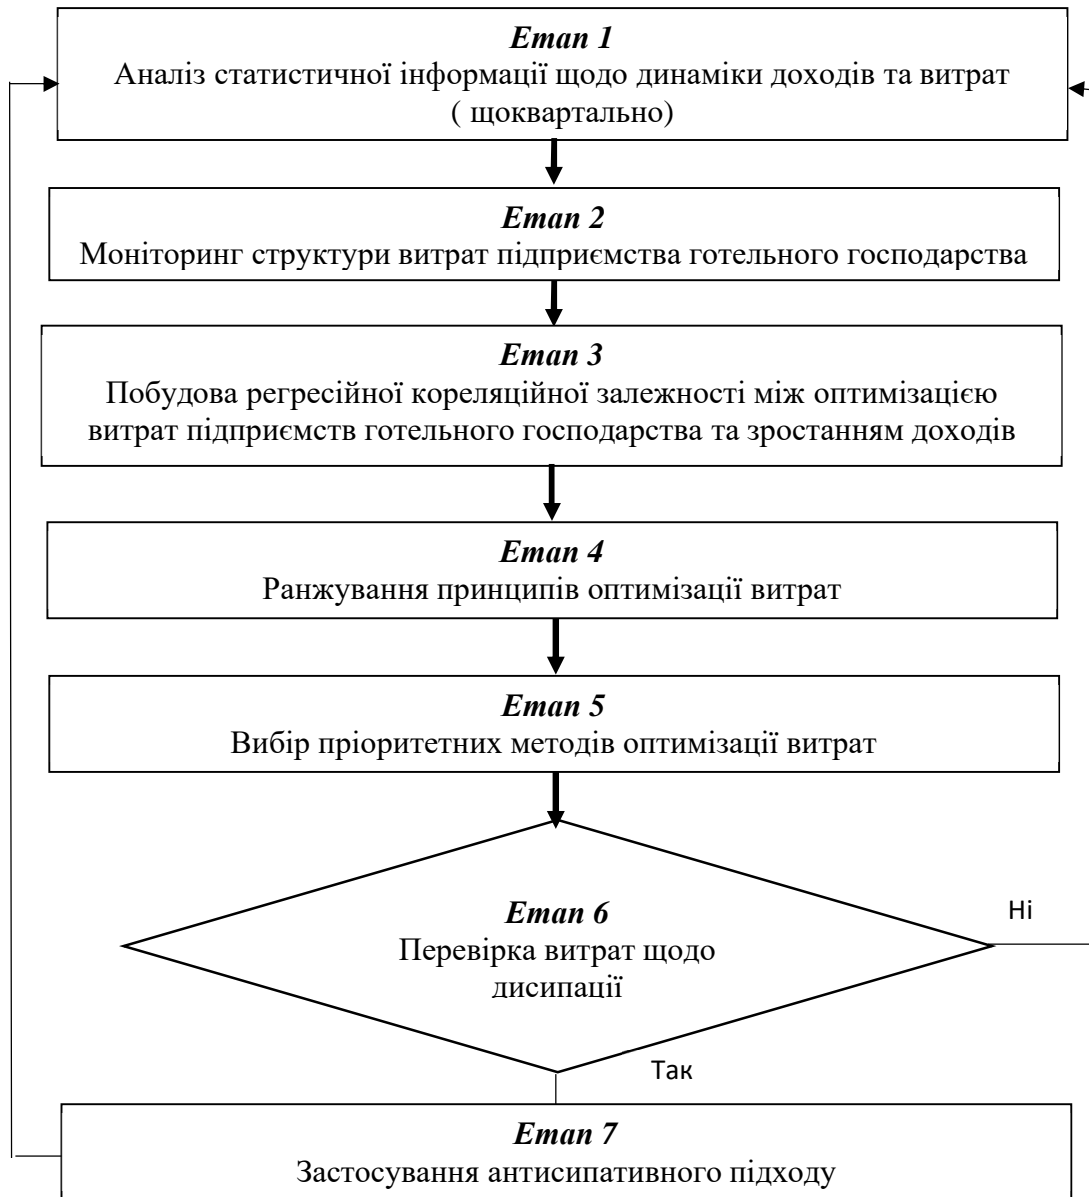 Етап 1
Аналіз статистичної інформації щодо динаміки доходів та витрат
( щоквартально)
Етап 2
Моніторинг структури витрат підприємства готельного господарства
Етап 3
Побудова регресійної кореляційної залежності між оптимізацією
витрат підприємств готельного господарства та зростанням доходів
Етап 4
Ранжування принципів оптимізації витрат
Етап 5
Вибір пріоритетних методів оптимізації витрат
Етап 6
Перевірка витрат щодо
дисипації
Ні
Так
Етап 7
Застосування антисипативного підходу